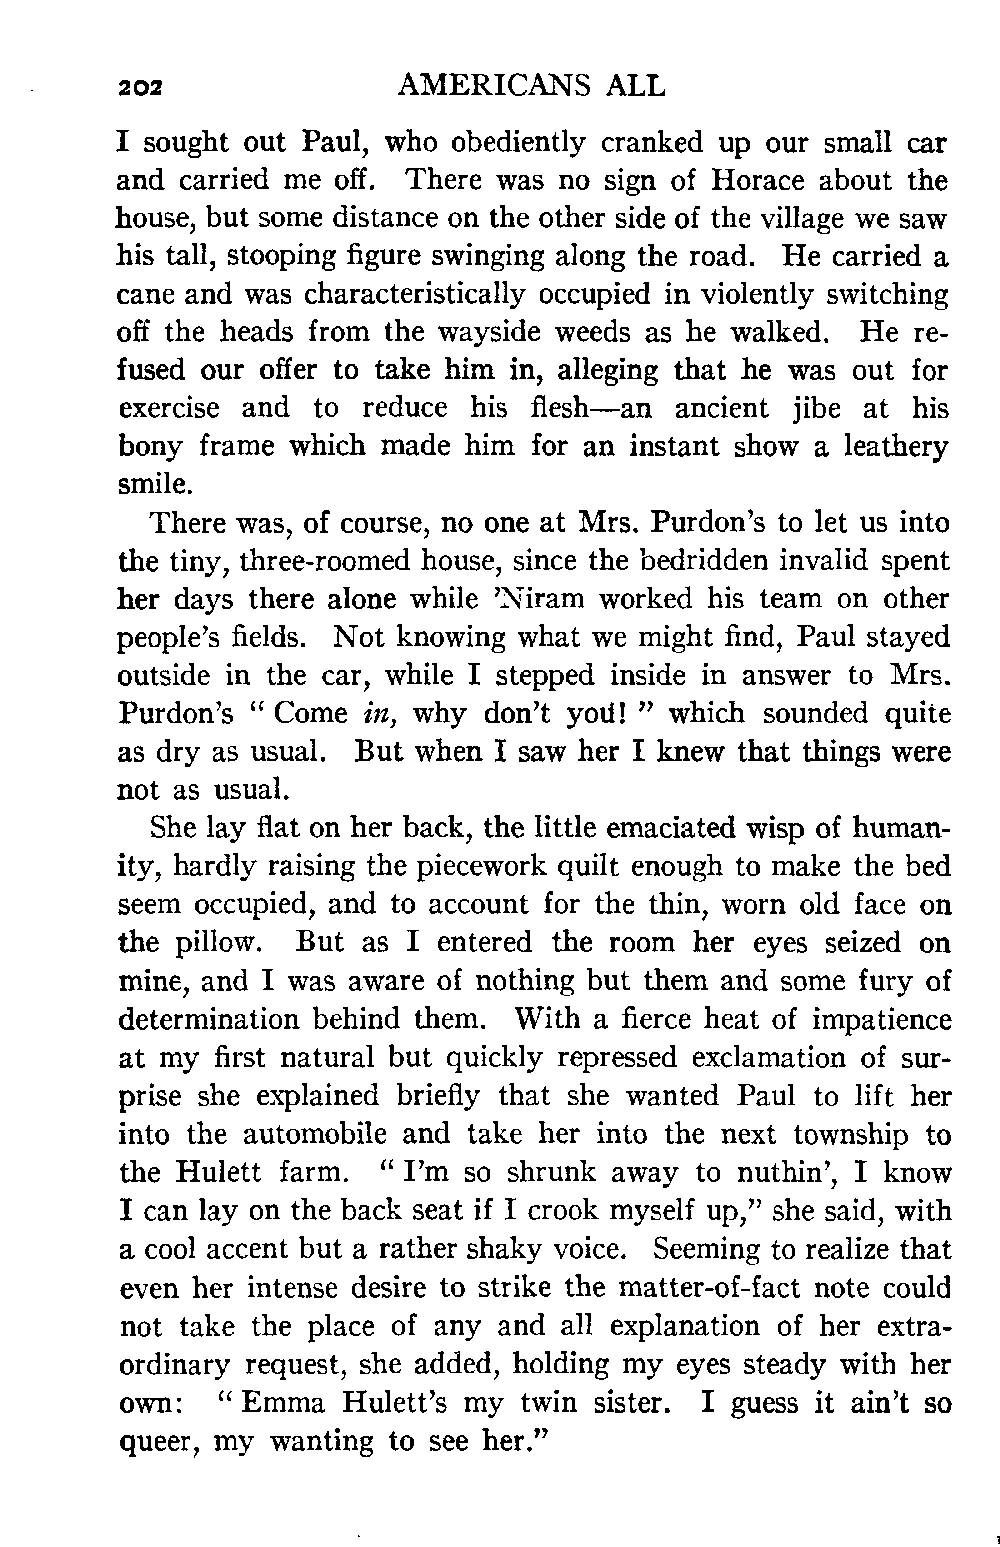 202 AMERICANS ALL
I sought out Paul, who obediently cranked up our small car
and carried me off. There was no sign of Horace about the
house, but some distance on the other side of the village we saw
his tall, stooping figure swinging along the road. He carried a
cane and was characteristically occupied in violently switching
off the heads from the wayside weeds as he walked. He re-
fused our offer to take him in, alleging that he was out for
exercise and to reduce his flesh—an ancient jibe at his
bony frame which made him for an instant show a leathery
smile.
There was, of course, no one at Mrs. Purdon's to let us into
the tiny, three-roomed house, since the bedridden invalid spent
her days there alone while 'Niram worked his team on other
people's fields. Not knowing what we might find, Paul stayed
outside in the car, while I stepped inside in answer to Mrs.
Purdon's " Come in, why don't you! " which sounded quite
as dry as usual. But when I saw her I knew that things were
not as usual.
She lay flat on her back, the little emaciated wisp of human-
ity, hardly raising the piecework quilt enough to make the bed
seem occupied, and to account for the thin, worn old face on
the pillow. But as I entered the room her eyes seized on
mine, and I was aware of nothing but them and some fury of
determination behind them. With a fierce heat of impatience
at my first natural but quickly repressed exclamation of sur-
prise she explained briefly that she wanted Paul to lift her
into the automobile and take her into the next township to
the Hulett farm. " I'm so shrunk away to nuthin', I know
I can lay on the back seat if I crook myself up," she said, with
a cool accent but a rather shaky voice. Seeming to realize that
even her intense desire to strike the matter-of-fact note could
not take the place of any and all explanation of her extra-
ordinary request, she added, holding my eyes steady with her
own: " Emma Hulett's my twin sister. I guess it ain't so
queer, my wanting to see her."